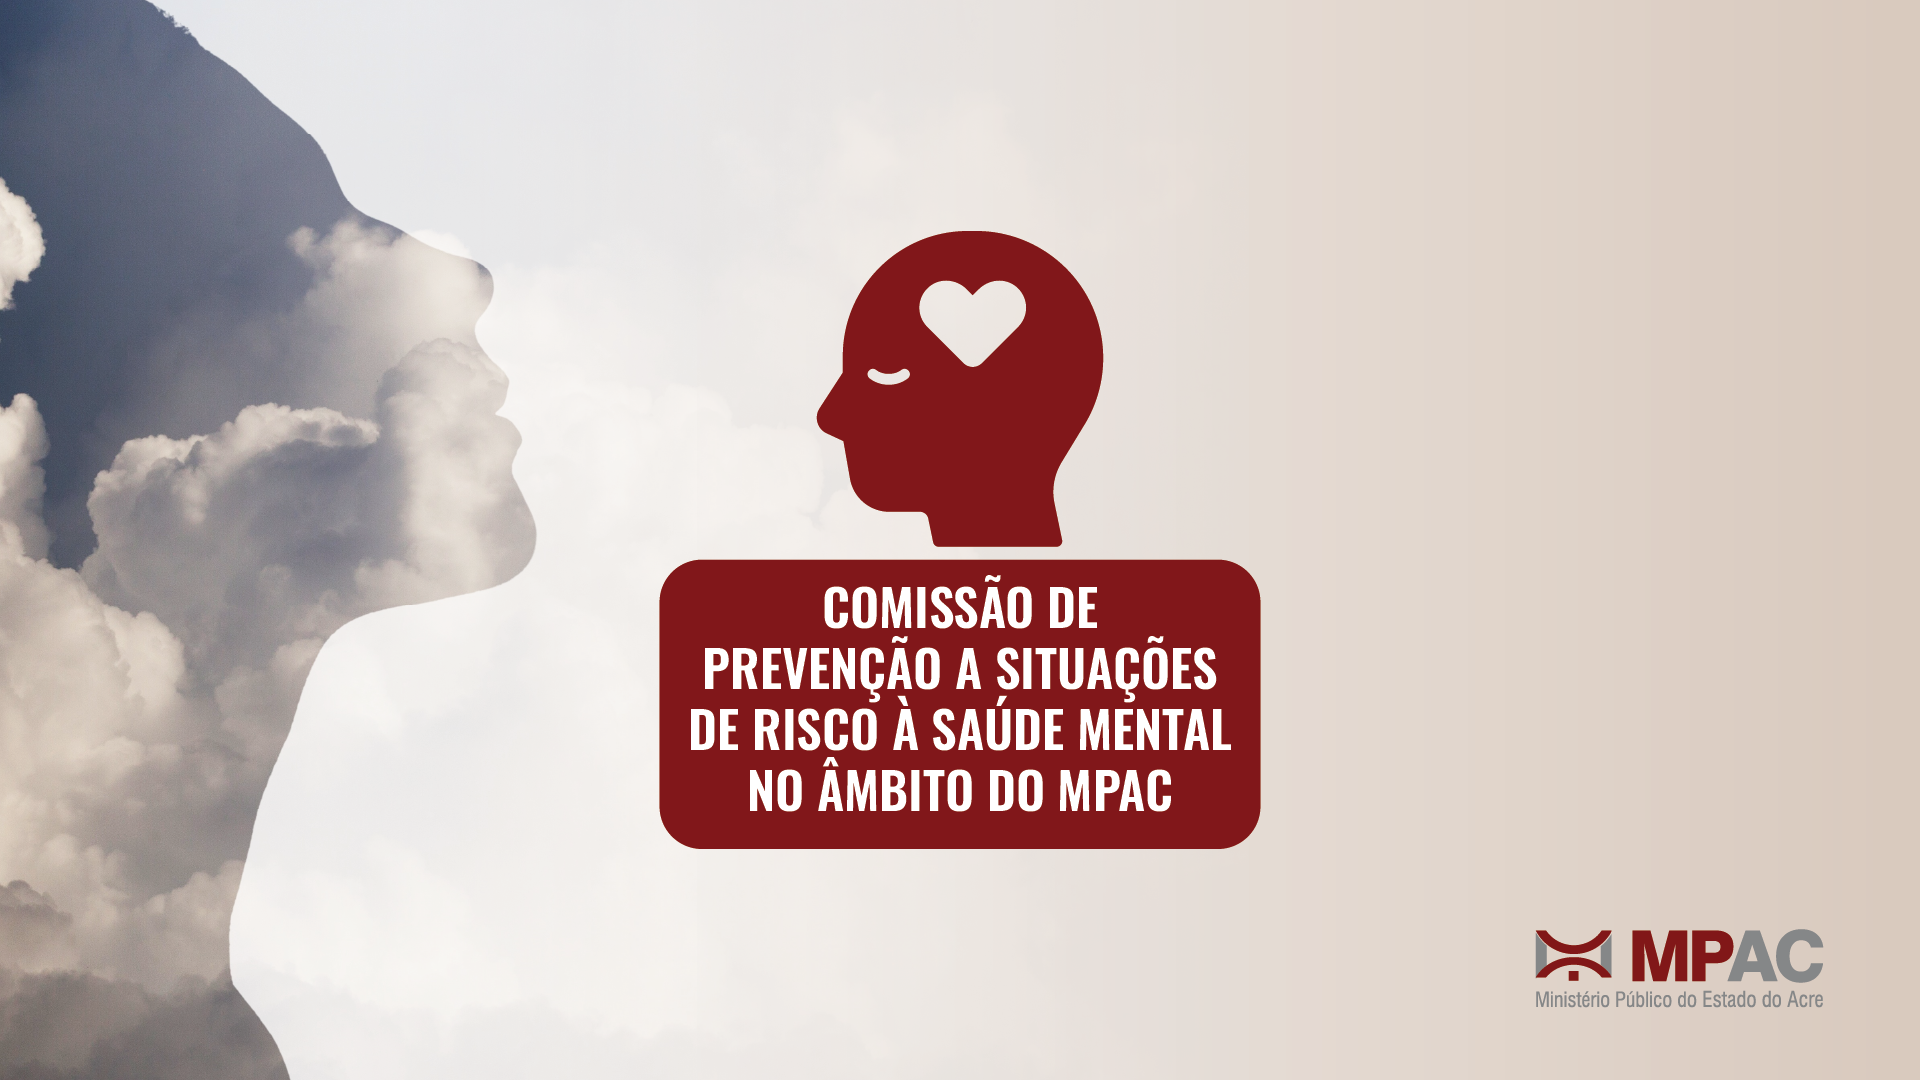 COMISSÃO DE
PREVENÇÃO A SITUAÇÕES
DE RISCO À SAÚDE MENTAL
NO ÂMBITO DO MPAC
MPAC
Ministério Público do Estado do Acre